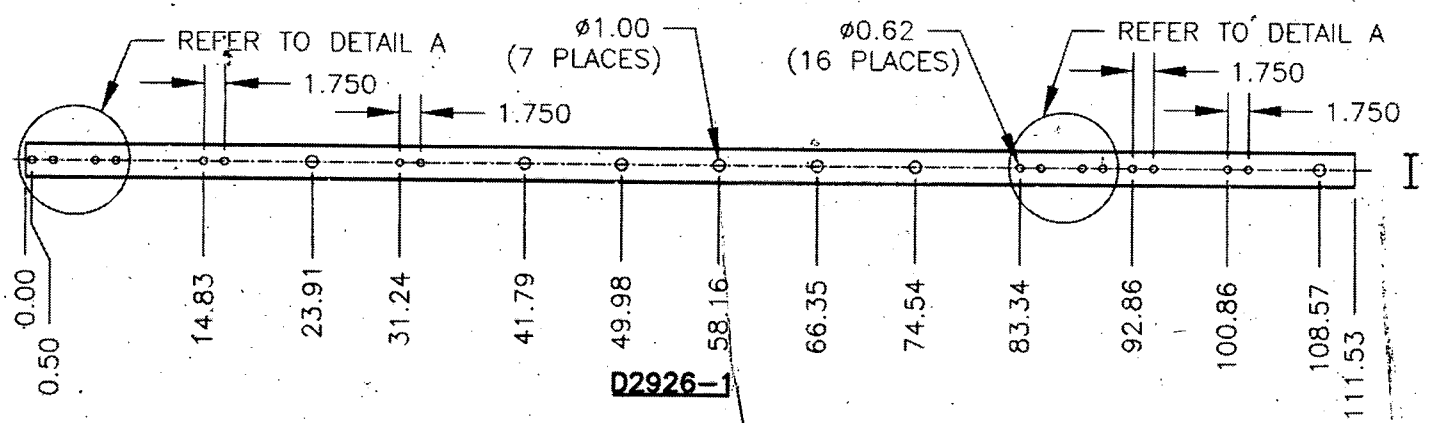 REFER TO DETAIL A
ø1.00
(7 PLACES)
ø0.62
(16 PLACES)
REFER TO DETAIL A
1.750
1.750
1.750
1.750
0.00
0.50
14.83
23.91
31.24
41.79
49.98
58.16
66.35
74.54
83.34
92.86
100.86
108.57
111.53
D2926-1